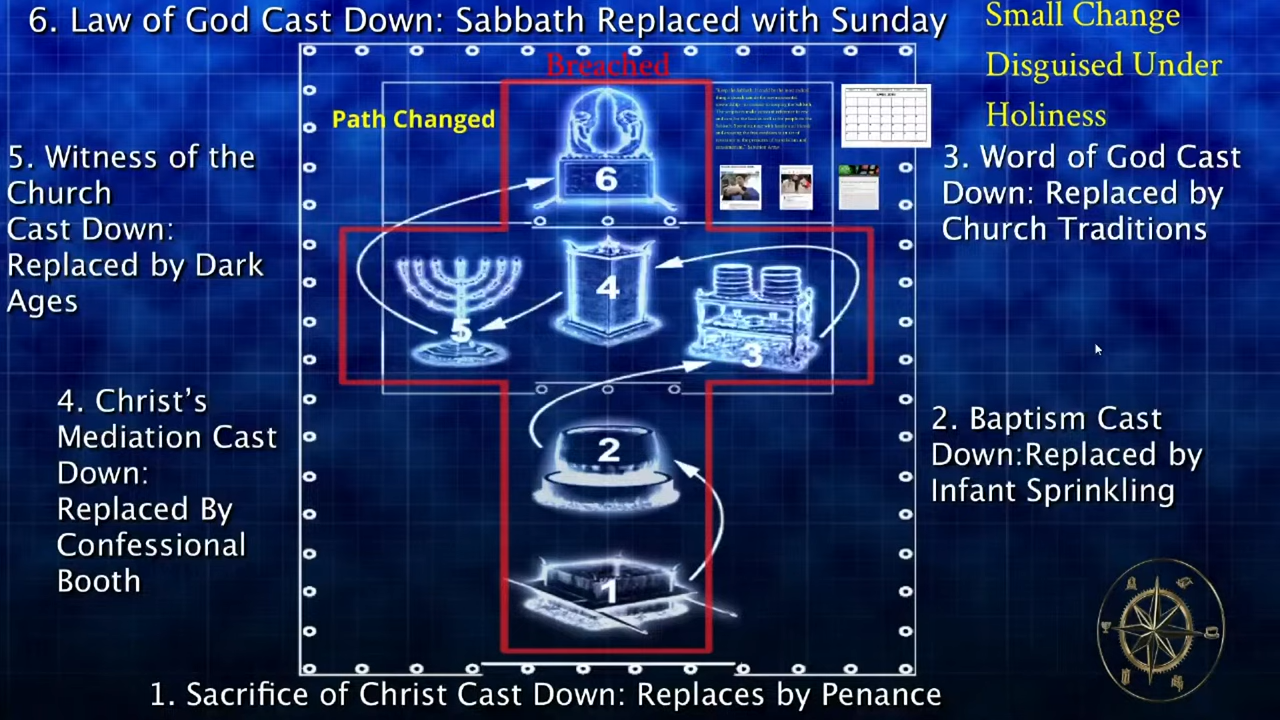 6. Law of God Cast Down: Sabbath Replaced with Sunday
Small Change
Disguised Under
Holiness
Breached
Path Changed
5. Witness of the
Church
Cast Down:
Replaced by Dark
Ages
3. Word of God Cast
Down: Replaced by
Church Traditions
6
4
5
3
4. Christ's
Mediation Cast
Down:
Replaced By
Confessional
Booth
2
2. Baptism Cast
Down:Replaced by
Infant Sprinkling
1
1. Sacrifice of Christ Cast Down: Replaces by Penance